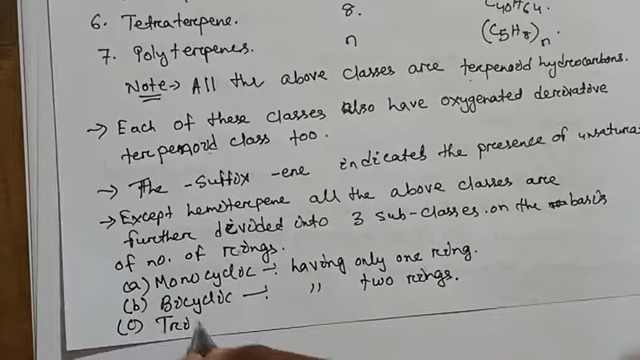 6. Tetraterpene. 8. C40H64.
7. Polyterpenes. n (C5H8)n
Note → All the above classes are terpenoid hydrocarbons.
→ Each of these classes also have oxygenated derivative
terpenoid class too.
→ The -Suffix -ene indicates the presence of unsatura
→ Except hemiterpene all the above classes are
further divided into 3 sub-classes. on the basis
of no. of rings.
(a) Monocyclic -: having only one ring.
(b) Bicyclic -: " two rings.
(c) Tri